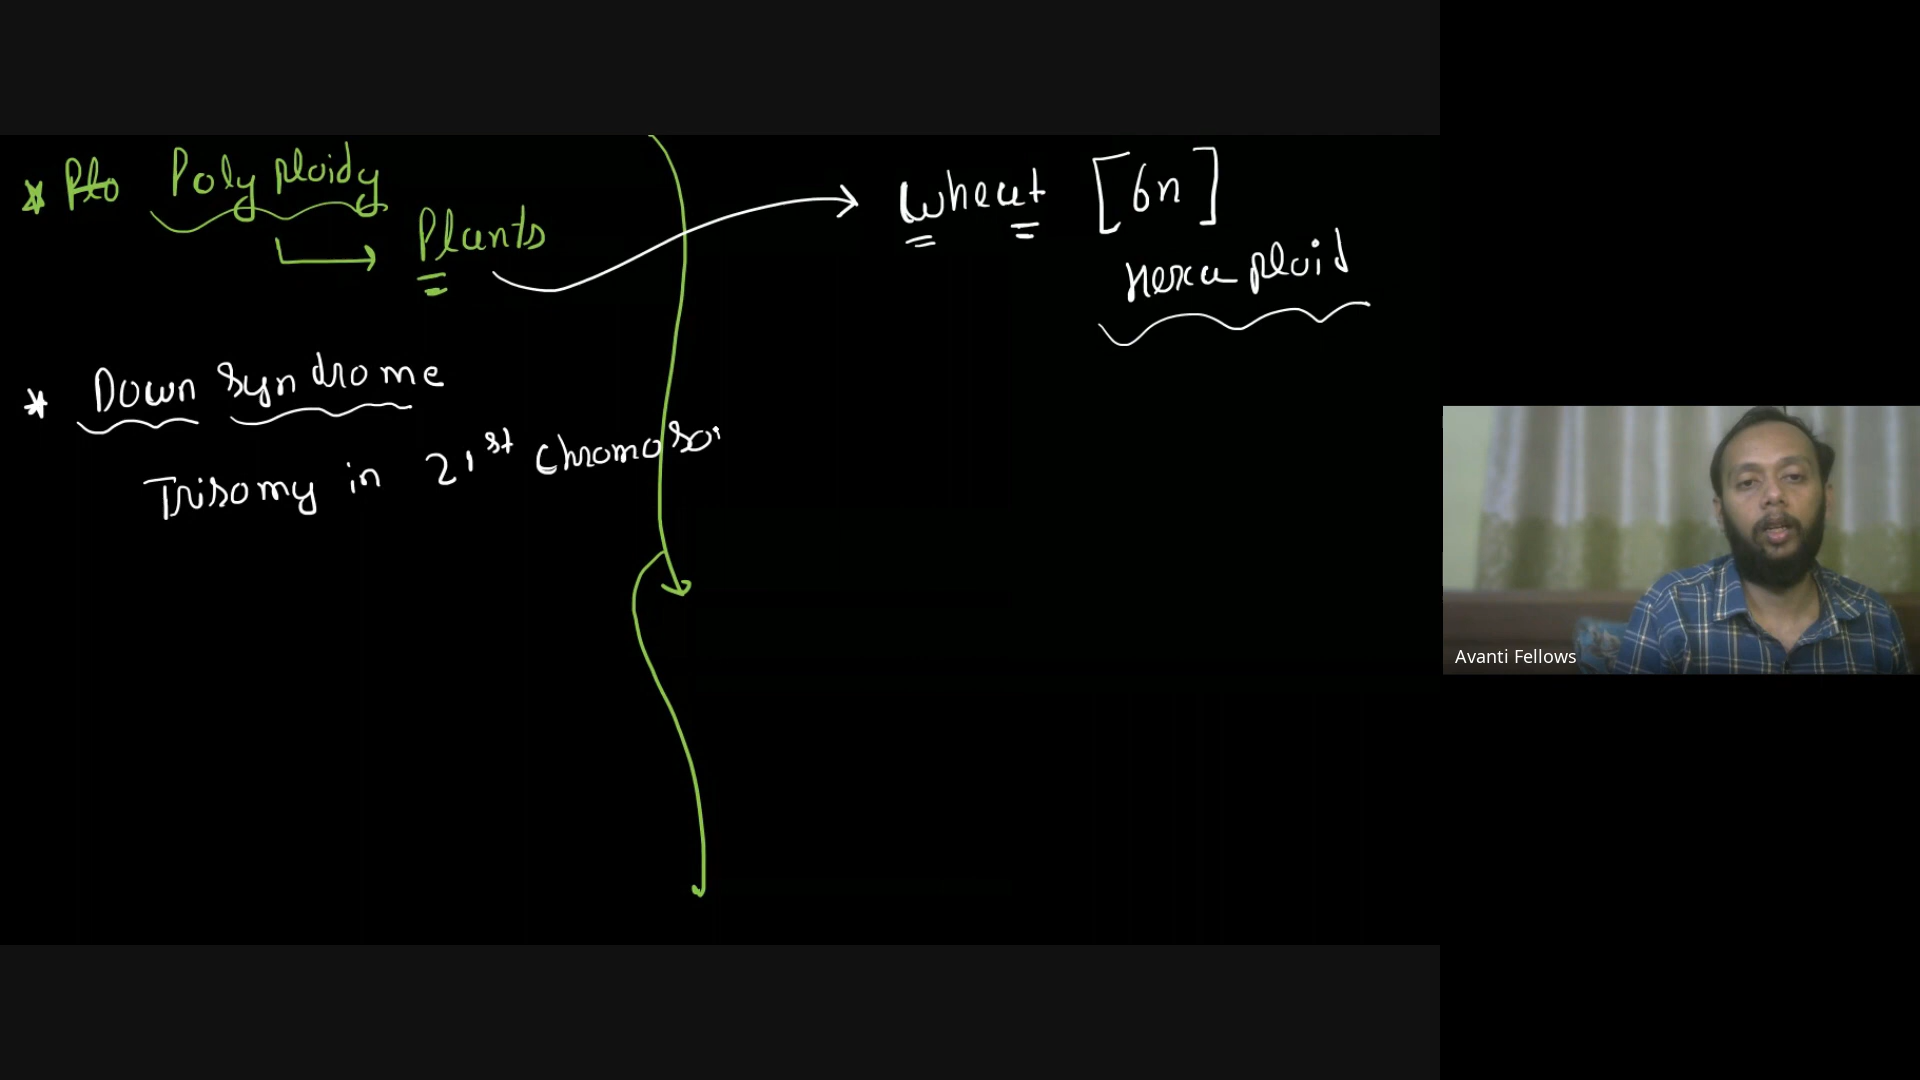 * Plo Polyploidy
Plants
Wheat [6n]
Hexaploid
* Down Syndrome
Trisomy in 21st Chromoso
Avanti Fellows